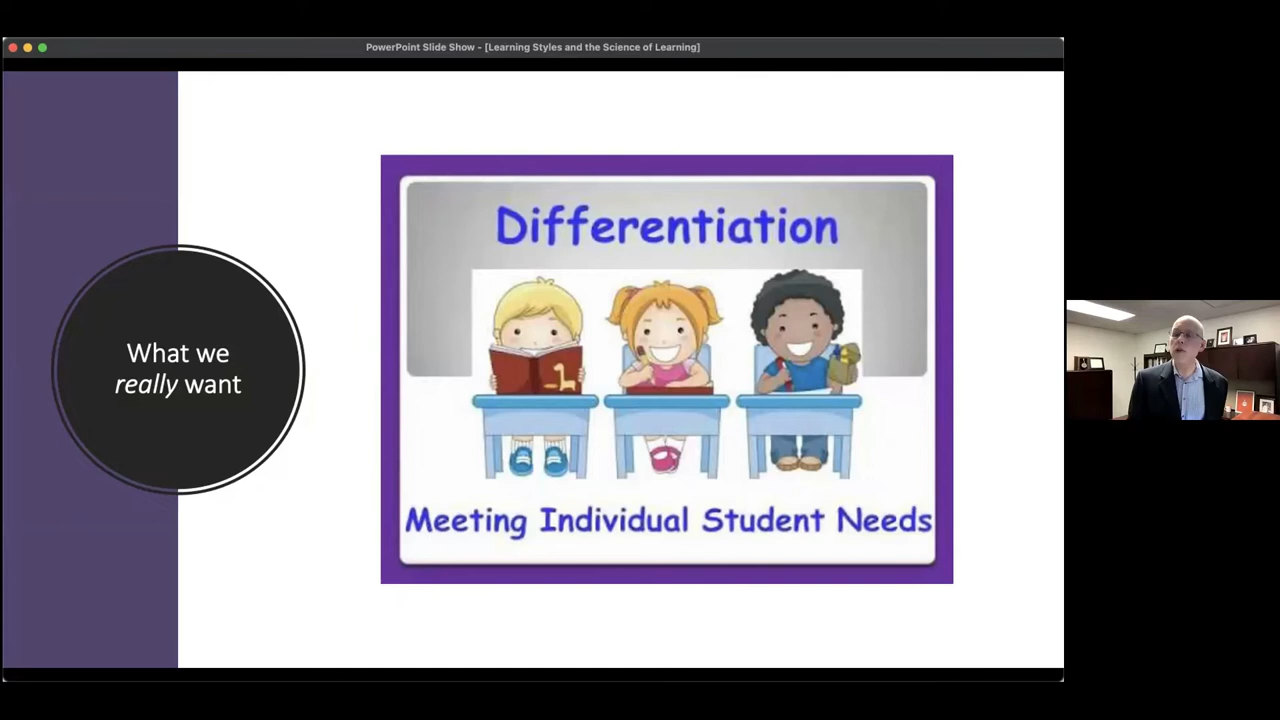 PowerPoint Slide Show - [Learning Styles and the Science of Learning]
What we
really want
Differentiation
Meeting Individual Student Needs